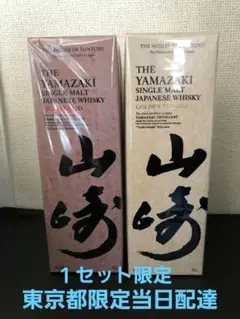 THE HOUSE OF SUNTORY
THE
YAMAZAKI
SINGLE MALT
JAPANESE WHISKY
山崎
THE HOUSE OF SUNTORY
THE
YAMAZAKI
SINGLE MALT
JAPANESE WHISKY
GOLDEN
YAMAZAKI DISTILLERY
山崎
1セット限定
東京都限定当日配達